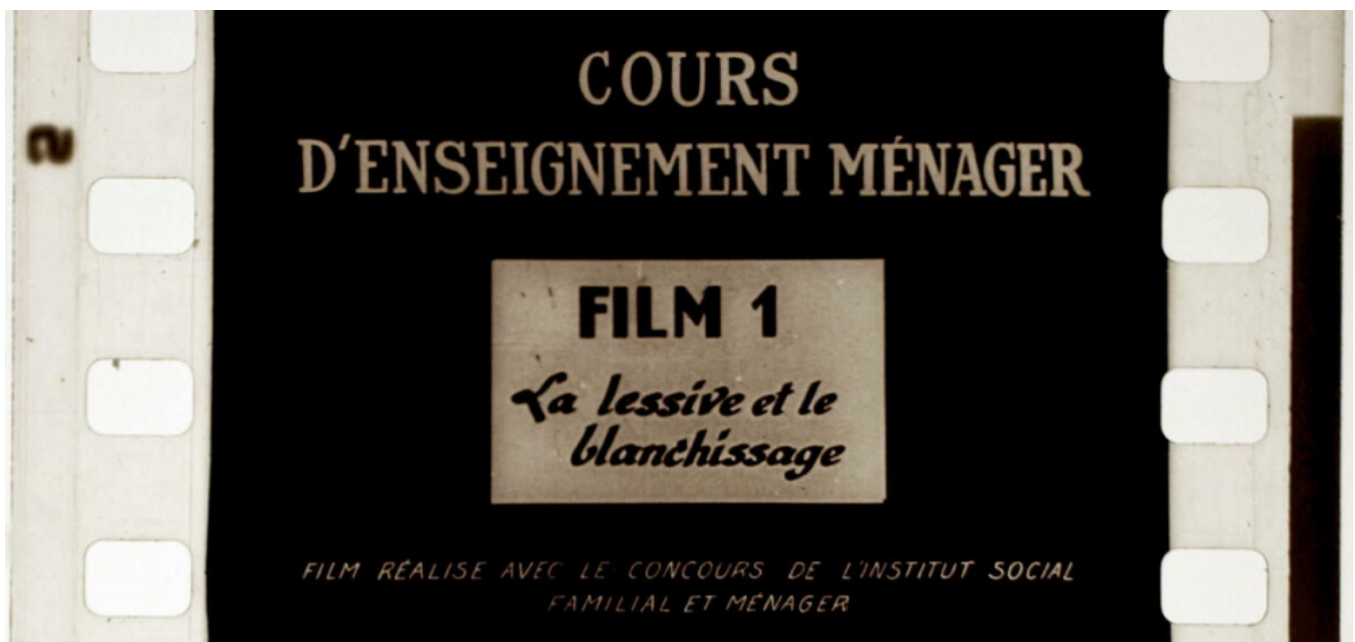 2
COURS
D'ENSEIGNEMENT MÉNAGER
FILM 1
La lessive et le
blanchissage
FILM RÉALISE AVEC LE CONCOURS DE L'INSTITUT SOCIAL
FAMILIAL ET MÉNAGER